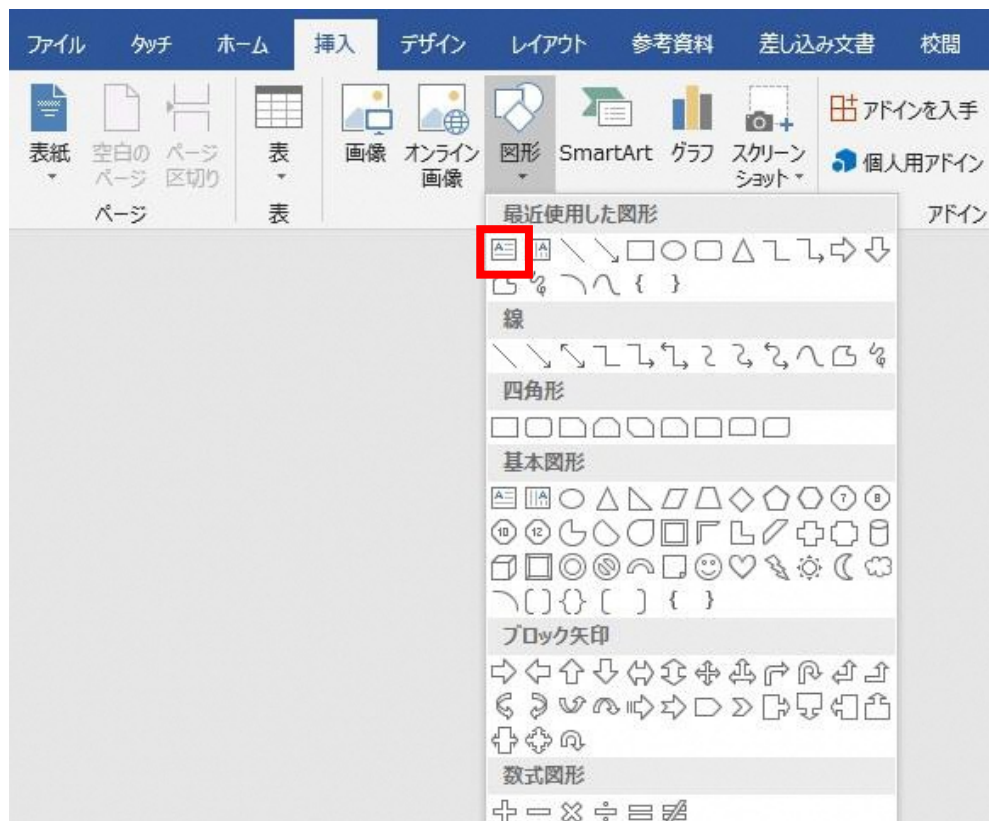 ファイル タッチ ホーム 挿入 デザイン レイアウト 参考資料 差し込み文書 校閲
表紙 空白の ページ 表 画像 オンライン 図形 SmartArt グラフ スクリーン アドインを入手
ページ 区切り 画像 ショット 個人用アドイン
ページ 表 アドイン
最近使用した図形
線
四角形
基本図形
ブロック矢印
数式図形